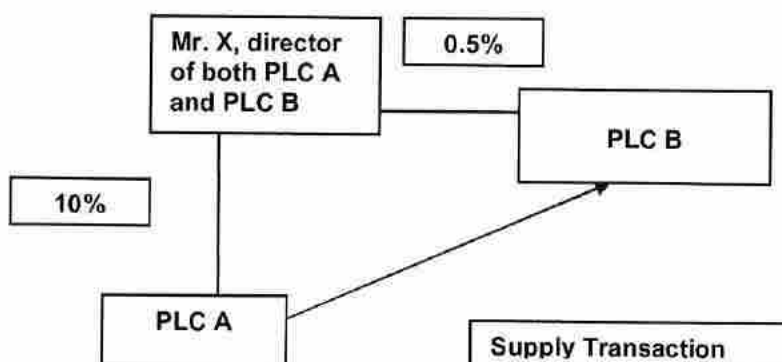 Mr. X, director
of both PLC A
and PLC B
0.5%
PLC B
10%
PLC A
Supply Transaction